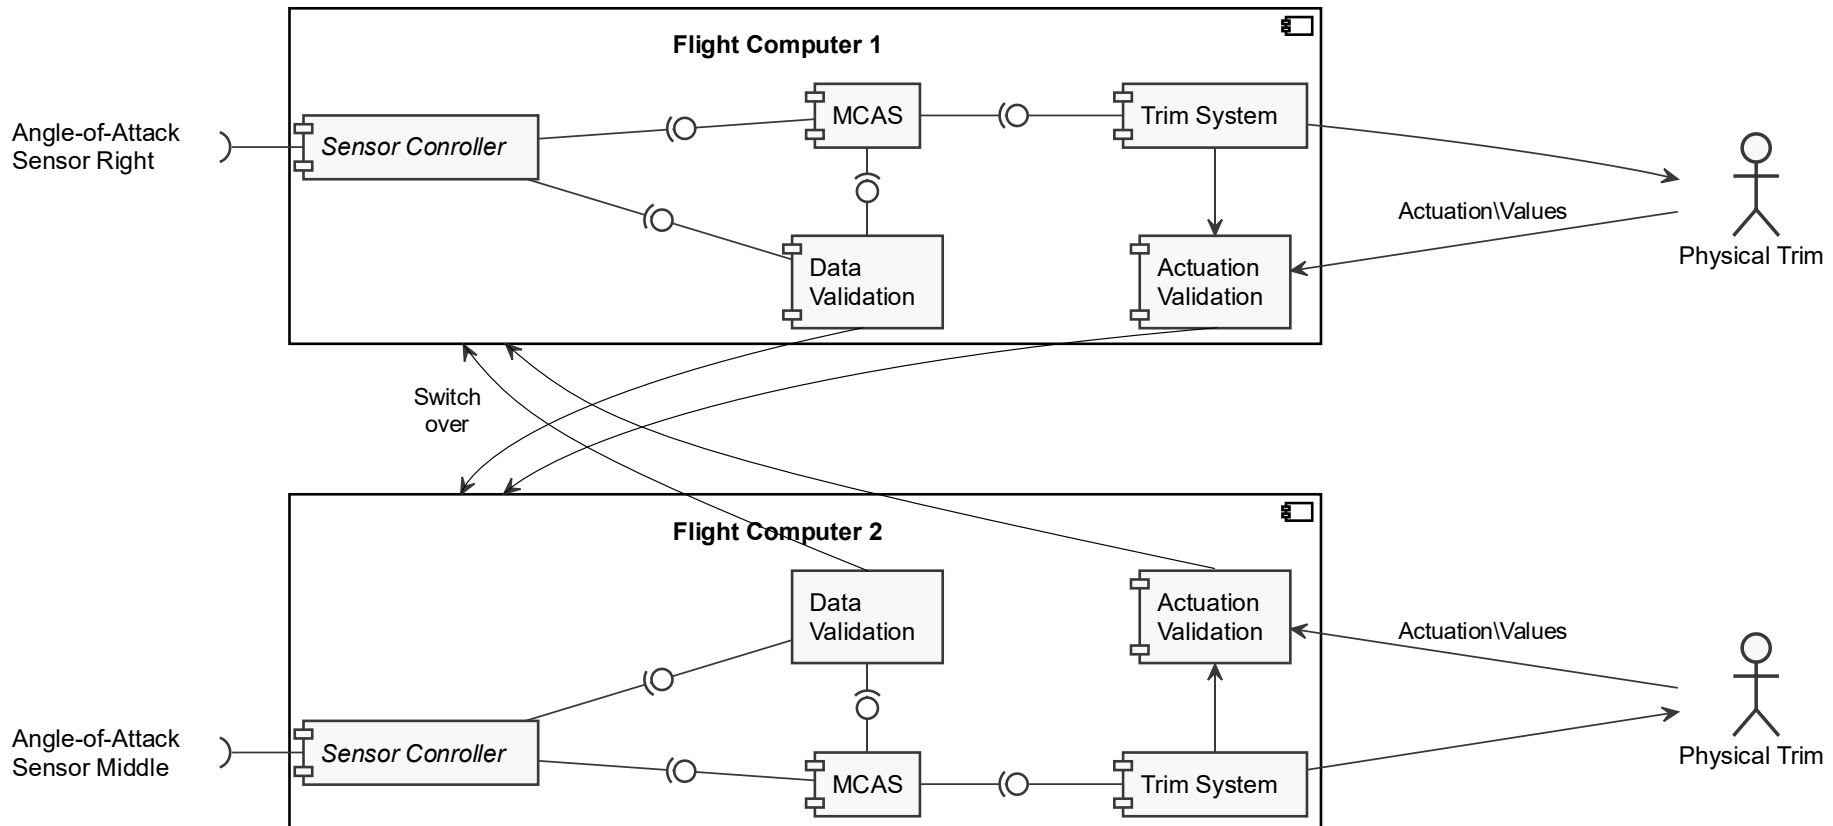 Flight Computer 1
Angle-of-Attack
Sensor Right
Sensor Conroller
MCAS
Trim System
Data
Validation
Actuation
Validation
Actuation\Values
Physical Trim
Switch
over
Flight Computer 2
Data
Validation
Actuation
Validation
Actuation\Values
Angle-of-Attack
Sensor Middle
Sensor Conroller
MCAS
Trim System
Physical Trim